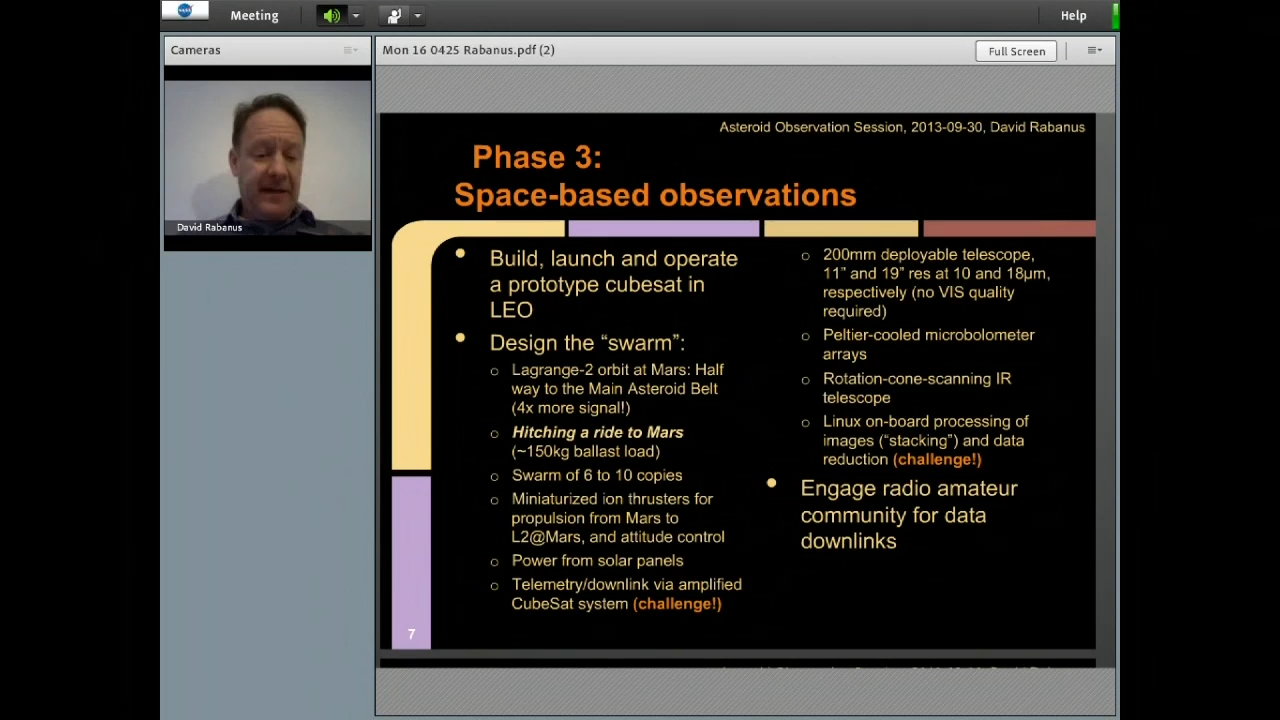 Meeting
Help
Cameras
Mon 16 0425 Rabanus.pdf (2)
Full Screen
David Rabanus
Asteroid Observation Session, 2013-09-30, David Rabanus
Phase 3:
Space-based observations
Build, launch and operate
a prototype cubesat in
LEO
Design the “swarm”:
Lagrange-2 orbit at Mars: Half
way to the Main Asteroid Belt
(4x more signal!)
Hitching a ride to Mars
(~150kg ballast load)
Swarm of 6 to 10 copies
Miniaturized ion thrusters for
propulsion from Mars to
L2@Mars, and attitude control
Power from solar panels
Telemetry/downlink via amplified
CubeSat system (challenge!)
200mm deployable telescope,
11” and 19” res at 10 and 18µm,
respectively (no VIS quality
required)
Peltier-cooled microbolometer
arrays
Rotation-cone-scanning IR
telescope
Linux on-board processing of
images (“stacking”) and data
reduction (challenge!)
Engage radio amateur
community for data
downlinks
7